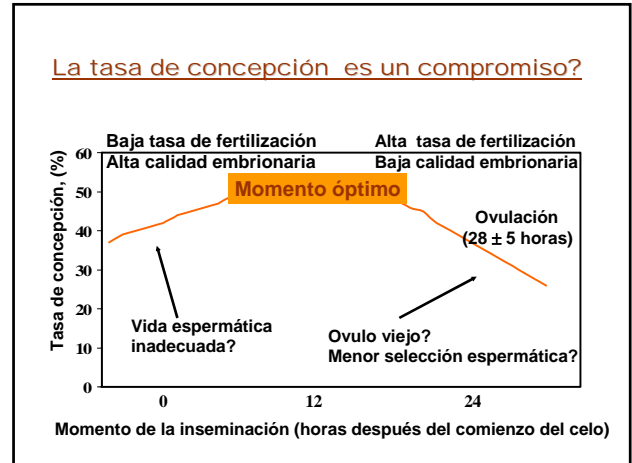 La tasa de concepción es un compromiso?
Baja tasa de fertilización
Alta calidad embrionaria
Alta tasa de fertilización
Baja calidad embrionaria
Momento óptimo
Ovulación
(28 ± 5 horas)
Tasa de concepción, (%)
60
50
40
30
20
10
0
Vida espermática
inadecuada?
Ovulo viejo?
Menor selección espermática?
0 12 24
Momento de la inseminación (horas después del comienzo del celo)